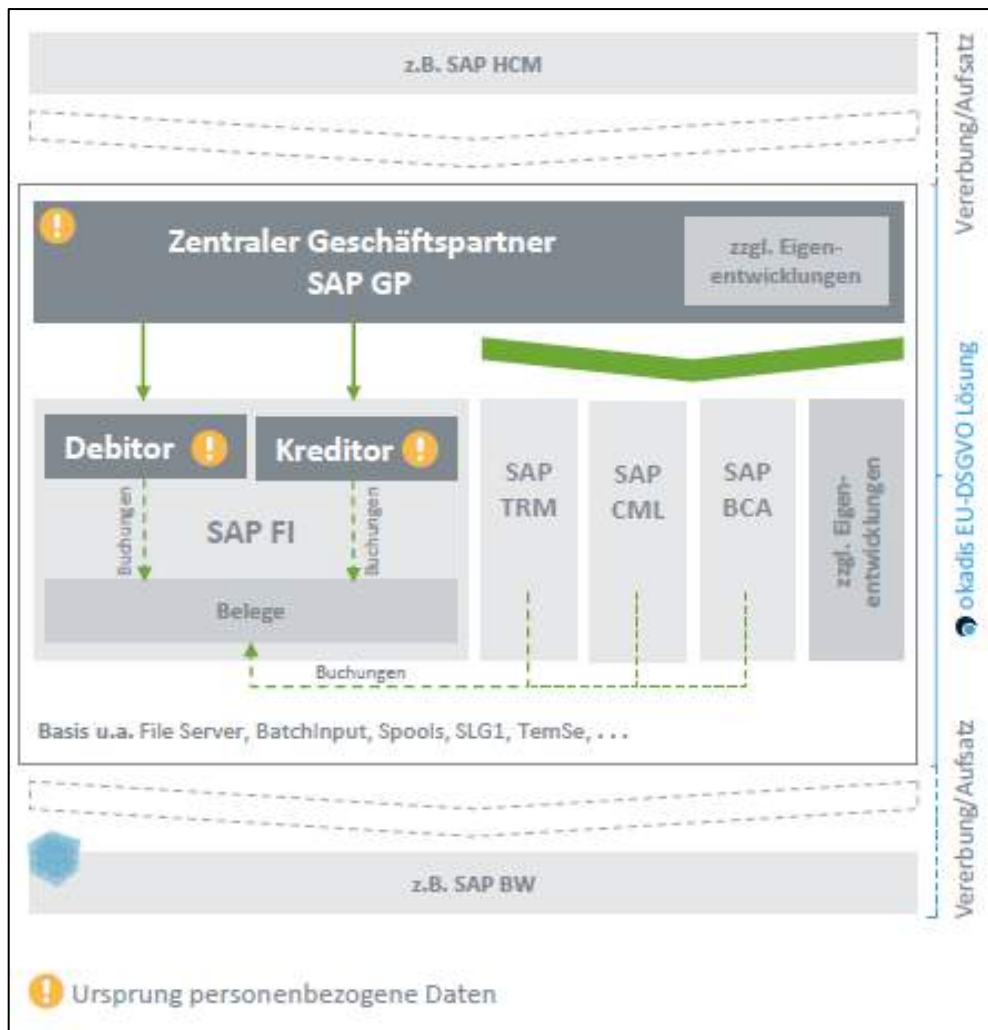 z.B. SAP HCM
Vererbung/Aufsatz
Zentraler Geschäftspartner
SAP GP
zzgl. Eigen-
entwicklungen
Debitor
Kreditor
Buchungen
Buchungen
SAP FI
Belege
SAP
TRM
SAP
CML
SAP
BCA
zzgl. Eigen-
entwicklungen
Buchungen
okadis EU-DSGVO Lösung
Basis u.a. File Server, BatchInput, Spools, SLG1, TemSe, . . .
Vererbung/Aufsatz
z.B. SAP BW
! Ursprung personenbezogene Daten